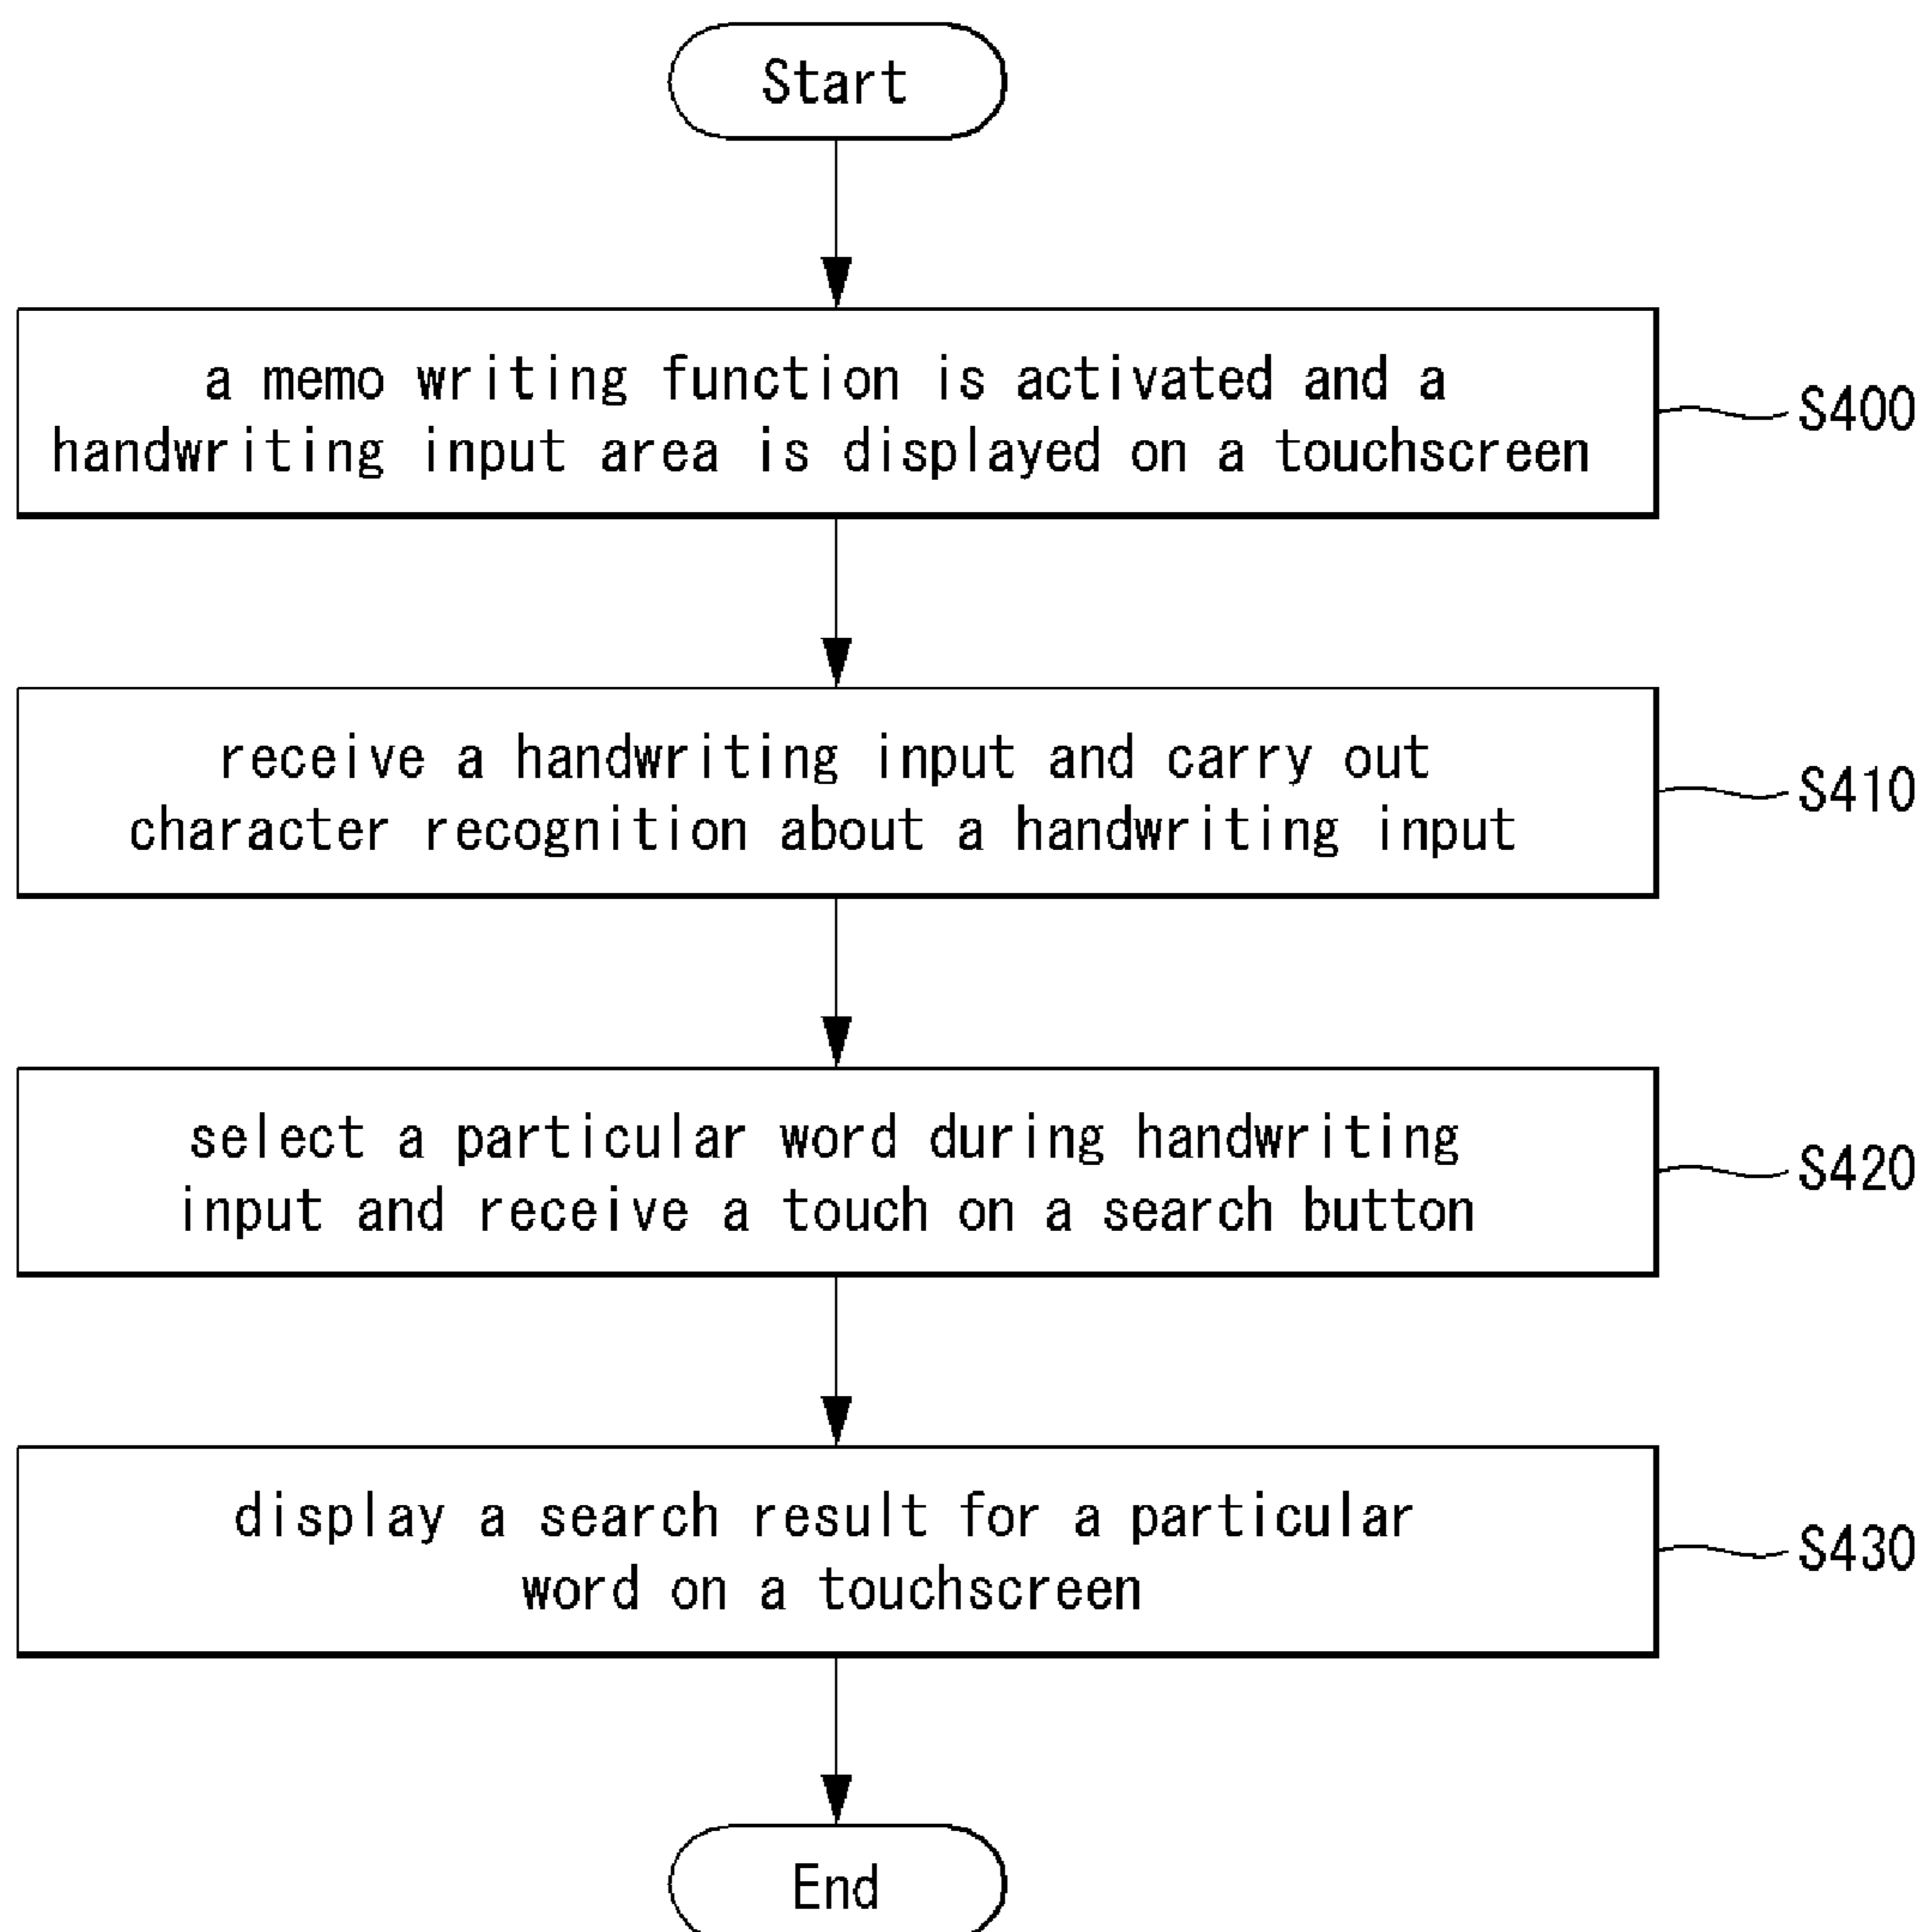 Start
a memo writing function is activated and a
handwriting input area is displayed on a touchscreen
S400
receive a handwriting input and carry out
character recognition about a handwriting input
S410
select a particular word during handwriting
input and receive a touch on a search button
S420
display a search result for a particular
word on a touchscreen
S430
End